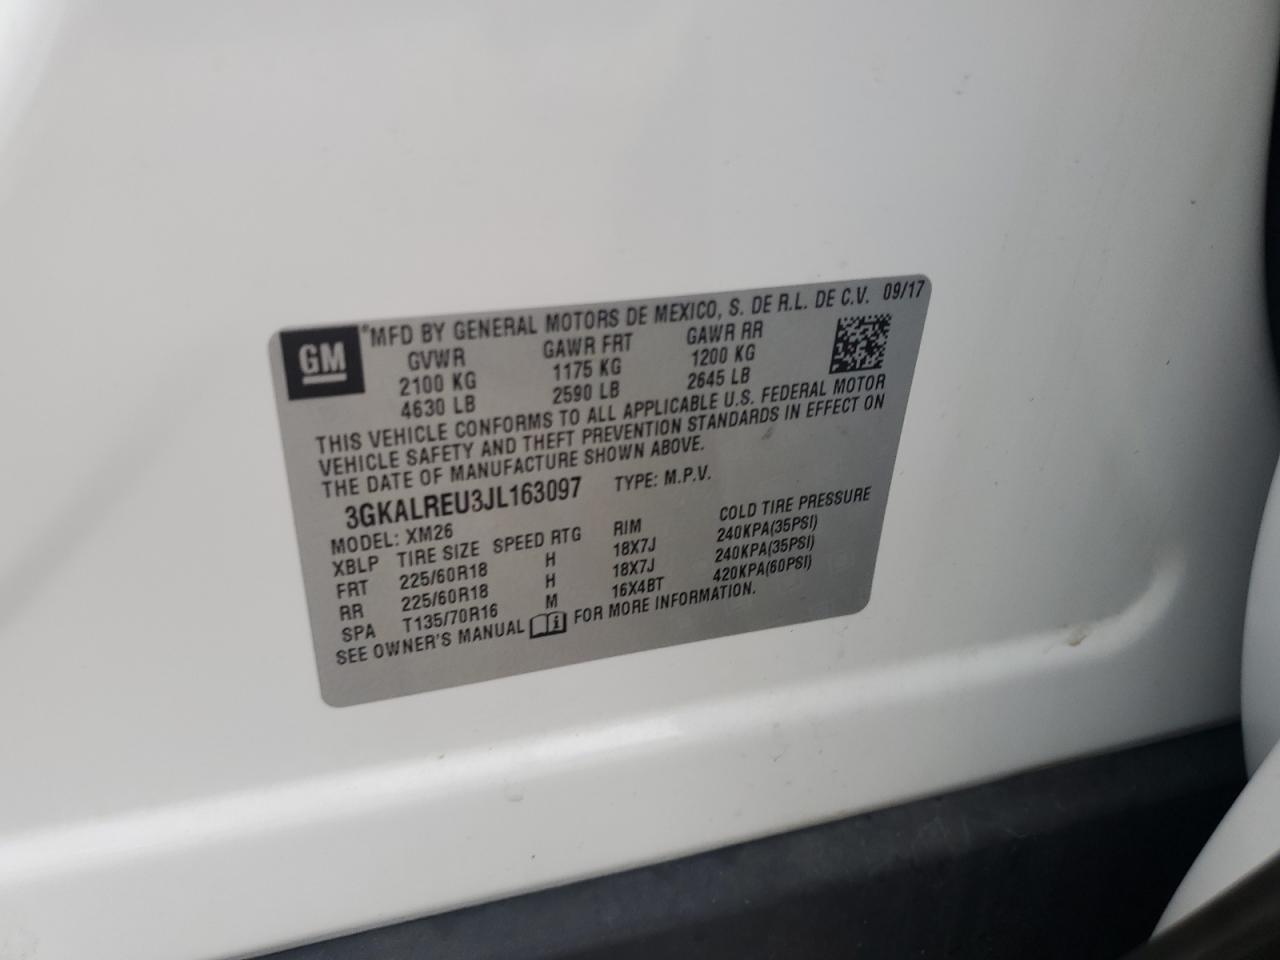 GM
*MFD BY GENERAL MOTORS DE MEXICO, S. DE R.L. DE C.V. 09/17
GVWR GAWR FRT GAWR RR
2100 KG 1175 KG 1200 KG
4630 LB 2590 LB 2645 LB
THIS VEHICLE CONFORMS TO ALL APPLICABLE U.S. FEDERAL MOTOR
VEHICLE SAFETY AND THEFT PREVENTION STANDARDS IN EFFECT ON
THE DATE OF MANUFACTURE SHOWN ABOVE.
3GKALREU3JL163097 TYPE: M.P.V.
MODEL: XM26
XBLP TIRE SIZE SPEED RTG RIM COLD TIRE PRESSURE
FRT 225/60R18 H 18X7J 240KPA(35PSI)
RR 225/60R18 H 18X7J 240KPA(35PSI)
SPA T135/70R16 M 16X4BT 420KPA(60PSI)
SEE OWNER'S MANUAL i FOR MORE INFORMATION.